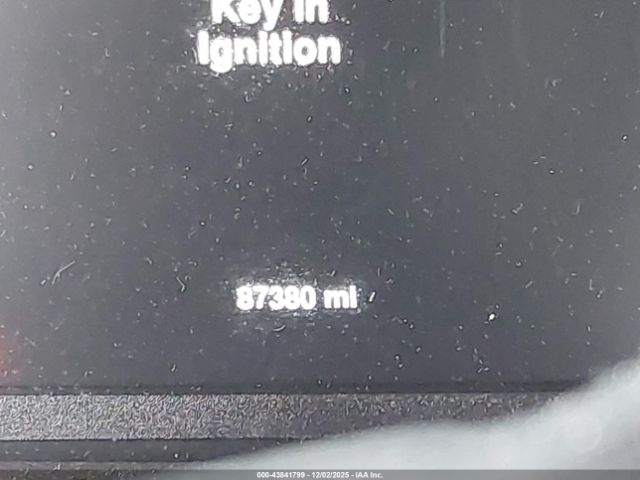 Key in
Ignition
87380 mi
000-43841799 - 12/02/2025 - IAA Inc.